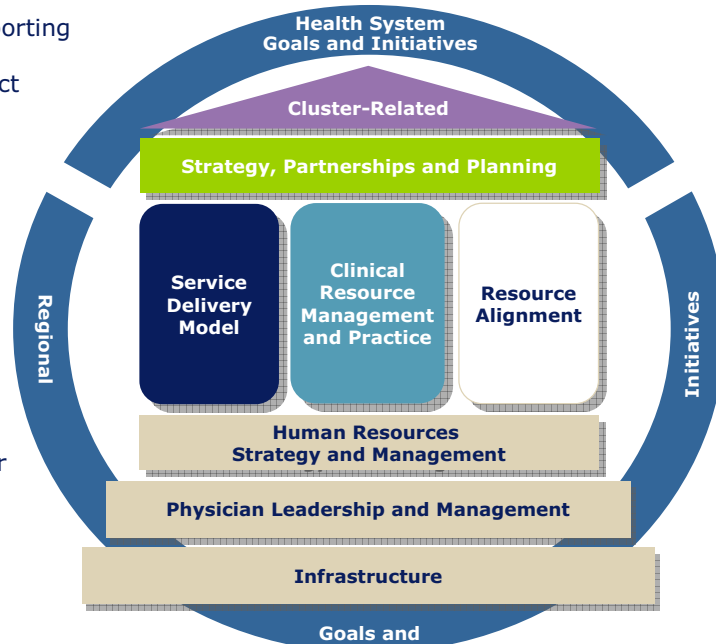 orting
ct
r
Health System
Goals and Initiatives
Cluster-Related
Strategy, Partnerships and Planning
Service
Delivery
Model
Clinical
Resource
Management
and Practice
Resource
Alignment
Regional
Initiatives
Human Resources
Strategy and Management
Physician Leadership and Management
Infrastructure
Goals and